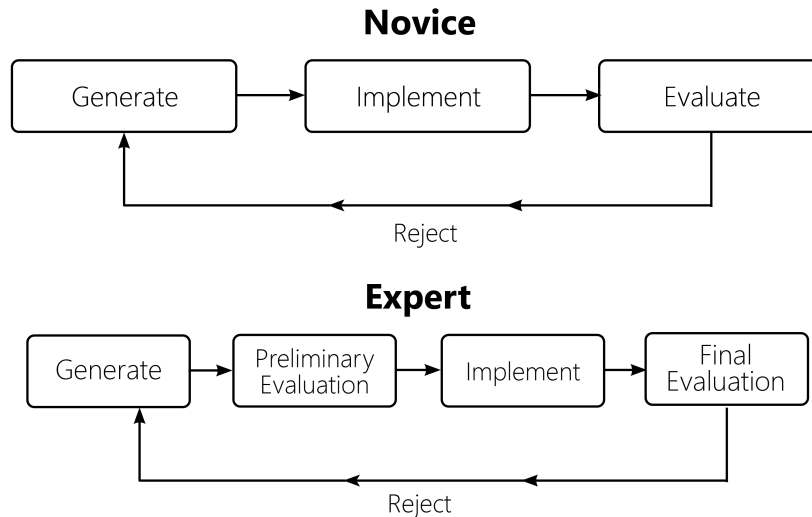 Novice
Generate
Implement
Evaluate
Reject
Expert
Generate
Preliminary
Evaluation
Implement
Final
Evaluation
Reject